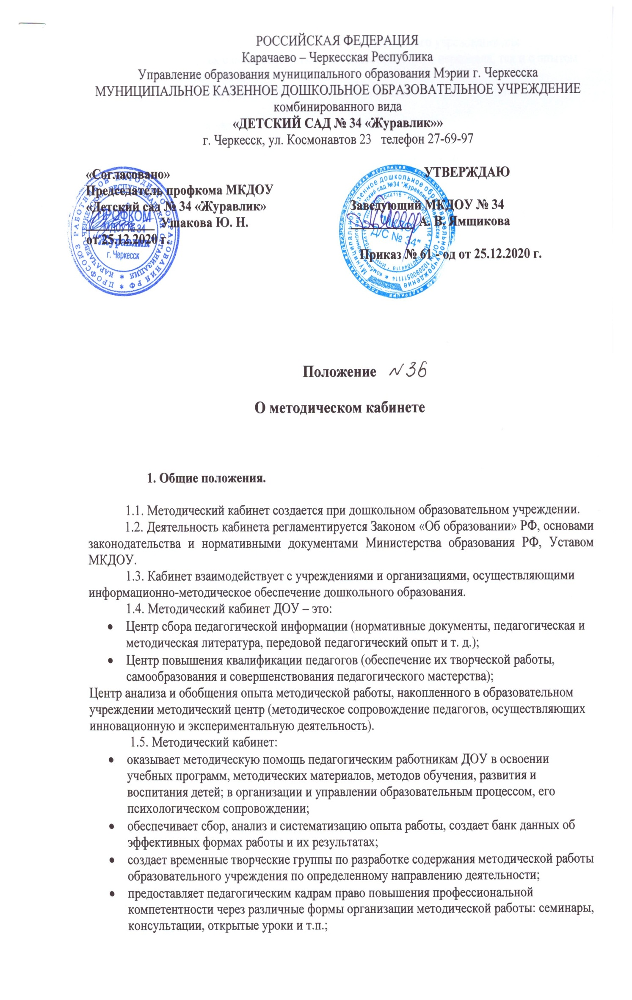 РОССИЙСКАЯ ФЕДЕРАЦИЯ
Карачаево – Черкесская Республика
Управление образования муниципального образования Мэрии г. Черкесска
МУНИЦИПАЛЬНОЕ КАЗЕННОЕ ДОШКОЛЬНОЕ ОБРАЗОВАТЕЛЬНОЕ УЧРЕЖДЕНИЕ
комбинированного вида
«ДЕТСКИЙ САД № 34 «Журавлик»»
г. Черкесск, ул. Космонавтов 23 телефон 27-69-97
«Согласовано»
Председатель профкома МКДОУ
«Детский сад № 34 «Журавлик»
Ушакова Ю. Н.
от 25.12.2020 г.
ПРОФСОЮЗ РАБОТНИКОВ НАРОДНОГО ОБРАЗОВАНИЯ РФ
КАРАЧАЕВО-ЧЕРКЕССКАЯ РЕСПУБЛИКАНСКАЯ ОРГАНИЗАЦИЯ
ПРОФКОМ
МДОУ № 34
"Журавлик"
г. Черкесск
УТВЕРЖДАЮ
Заведующий МКДОУ № 34
А. В. Ямщикова
Приказ № 61 - од от 25.12.2020 г.
"МКДОУ
Д/С № 34"
Положение № 36
О методическом кабинете
1. Общие положения.
1.1. Методический кабинет создается при дошкольном образовательном учреждении.
1.2. Деятельность кабинета регламентируется Законом «Об образовании» РФ, основами
законодательства и нормативными документами Министерства образования РФ, Уставом
МКДОУ.
1.3. Кабинет взаимодействует с учреждениями и организациями, осуществляющими
информационно-методическое обеспечение дошкольного образования.
1.4. Методический кабинет ДОУ – это:
• Центр сбора педагогической информации (нормативные документы, педагогическая и
методическая литература, передовой педагогический опыт и т. д.);
• Центр повышения квалификации педагогов (обеспечение их творческой работы,
самообразования и совершенствования педагогического мастерства);
Центр анализа и обобщения опыта методической работы, накопленного в образовательном
учреждении методический центр (методическое сопровождение педагогов, осуществляющих
инновационную и экспериментальную деятельность).
1.5. Методический кабинет:
• оказывает методическую помощь педагогическим работникам ДОУ в освоении
учебных программ, методических материалов, методов обучения, развития и
воспитания детей; в организации и управлении образовательным процессом, его
психологическом сопровождении;
• обеспечивает сбор, анализ и систематизацию опыта работы, создает банк данных об
эффективных формах работы и их результатах;
• создает временные творческие группы по разработке содержания методической работы
образовательного учреждения по определенному направлению деятельности;
• предоставляет педагогическим кадрам право повышения профессиональной
компетентности через различные формы организации методической работы: семинары,
консультации, открытые уроки и т.п.;